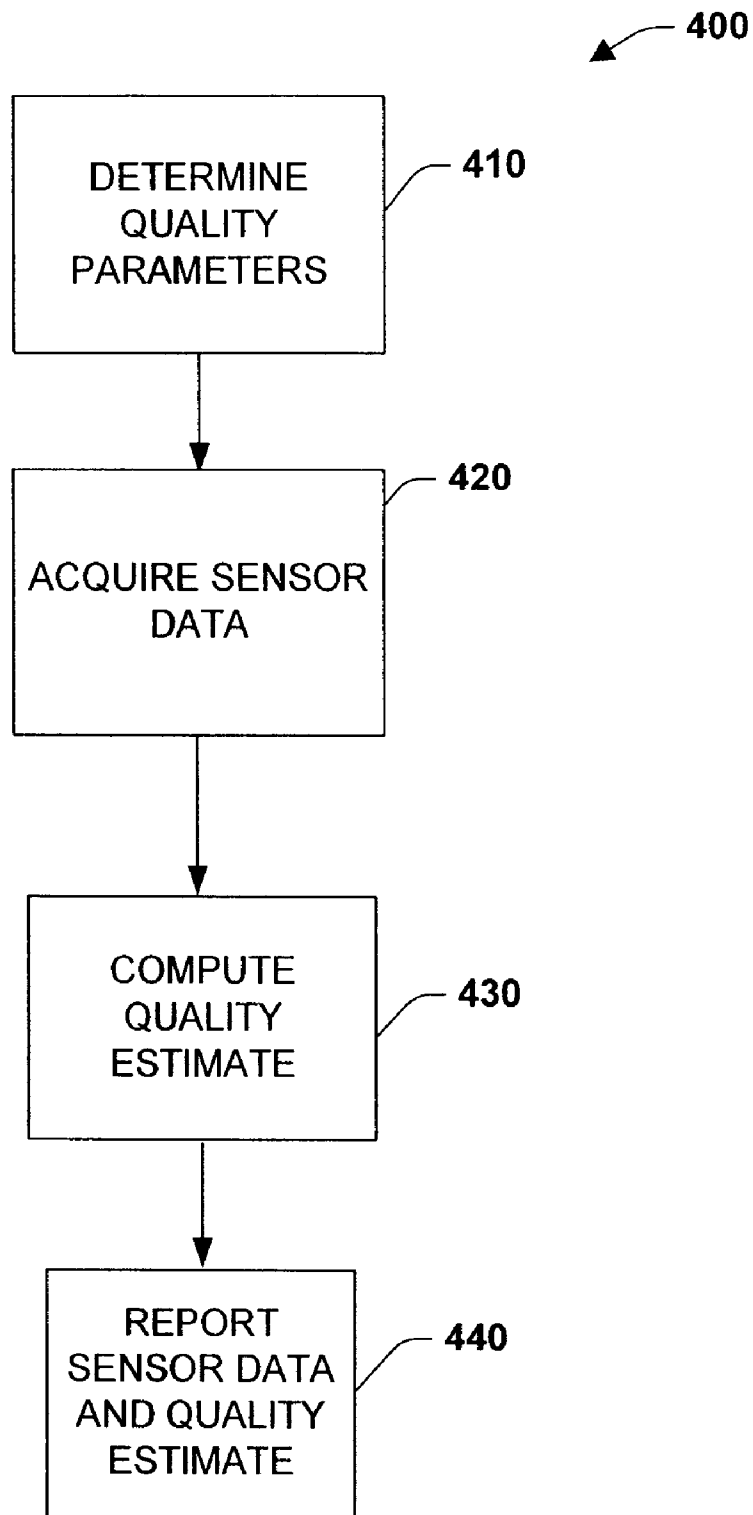 400
DETERMINE
QUALITY
PARAMETERS
410
ACQUIRE SENSOR
DATA
420
COMPUTE
QUALITY
ESTIMATE
430
REPORT
SENSOR DATA
AND QUALITY
ESTIMATE
440